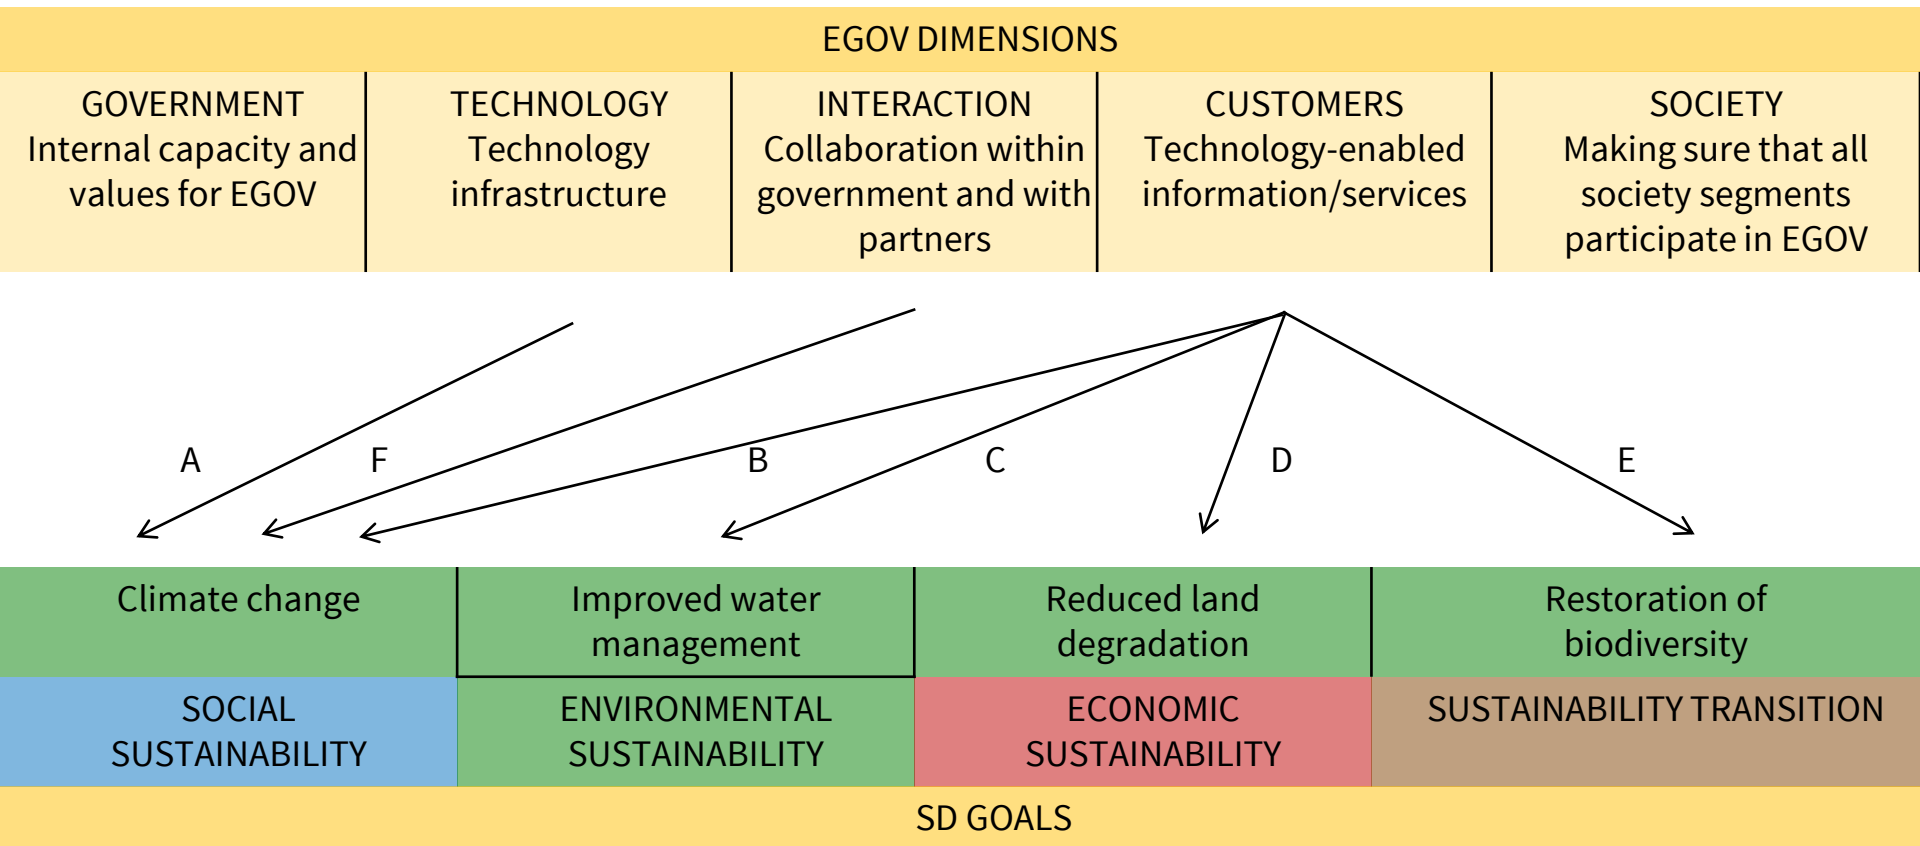 EGOV DIMENSIONS
GOVERNMENT
Internal capacity and
values for EGOV
TECHNOLOGY
Technology
infrastructure
INTERACTION
Collaboration within
government and with
partners
CUSTOMERS
Technology-enabled
information/services
SOCIETY
Making sure that all
society segments
participate in EGOV
A
F
B
C
D
E
Climate change
Improved water
management
Reduced land
degradation
Restoration of
biodiversity
SOCIAL
SUSTAINABILITY
ENVIRONMENTAL
SUSTAINABILITY
ECONOMIC
SUSTAINABILITY
SUSTAINABILITY TRANSITION
SD GOALS